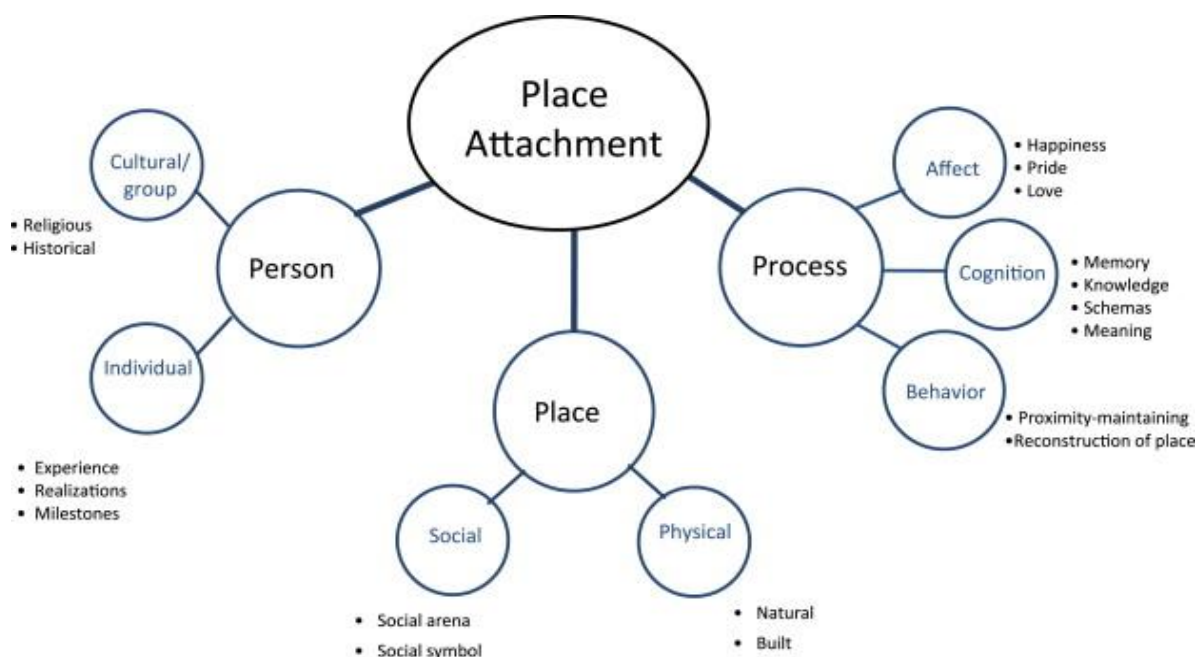 Place
Attachment
Cultural/
group
• Religious
• Historical
Person
Individual
• Experience
• Realizations
• Milestones
Place
Social
• Social arena
• Social symbol
Physical
• Natural
• Built
Process
Affect
• Happiness
• Pride
• Love
Cognition
• Memory
• Knowledge
• Schemas
• Meaning
Behavior
• Proximity-maintaining
•Reconstruction of place